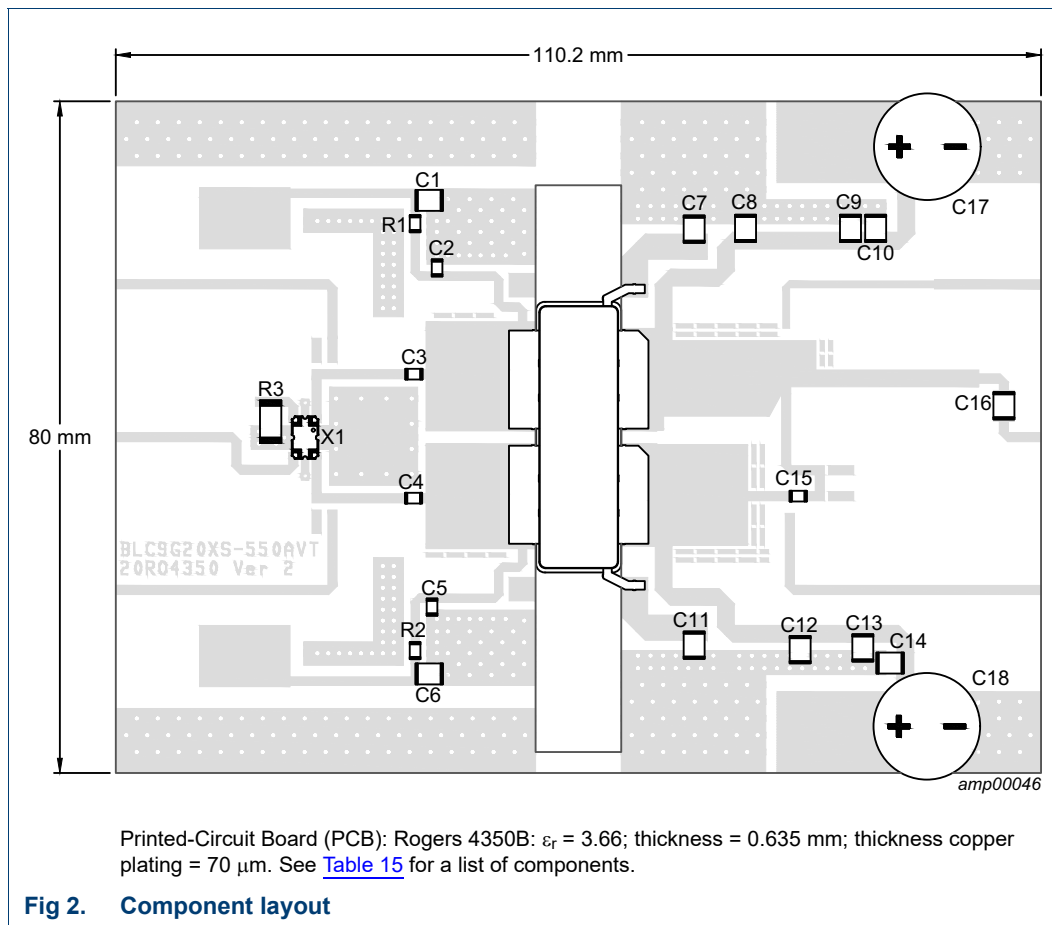 110.2 mm
C1
R1
C2
C7
C8
C9
C10
C17
+ −
C3
R3
X1
80 mm
C16
C4
C15
BLC9G20XS-550AVT
20RO4350 Ver 2
C5
R2
C6
C11
C12
C13
C14
C18
+ −
amp00046
Printed-Circuit Board (PCB): Rogers 4350B: εr = 3.66; thickness = 0.635 mm; thickness copper
plating = 70 μm. See Table 15 for a list of components.
Fig 2. Component layout